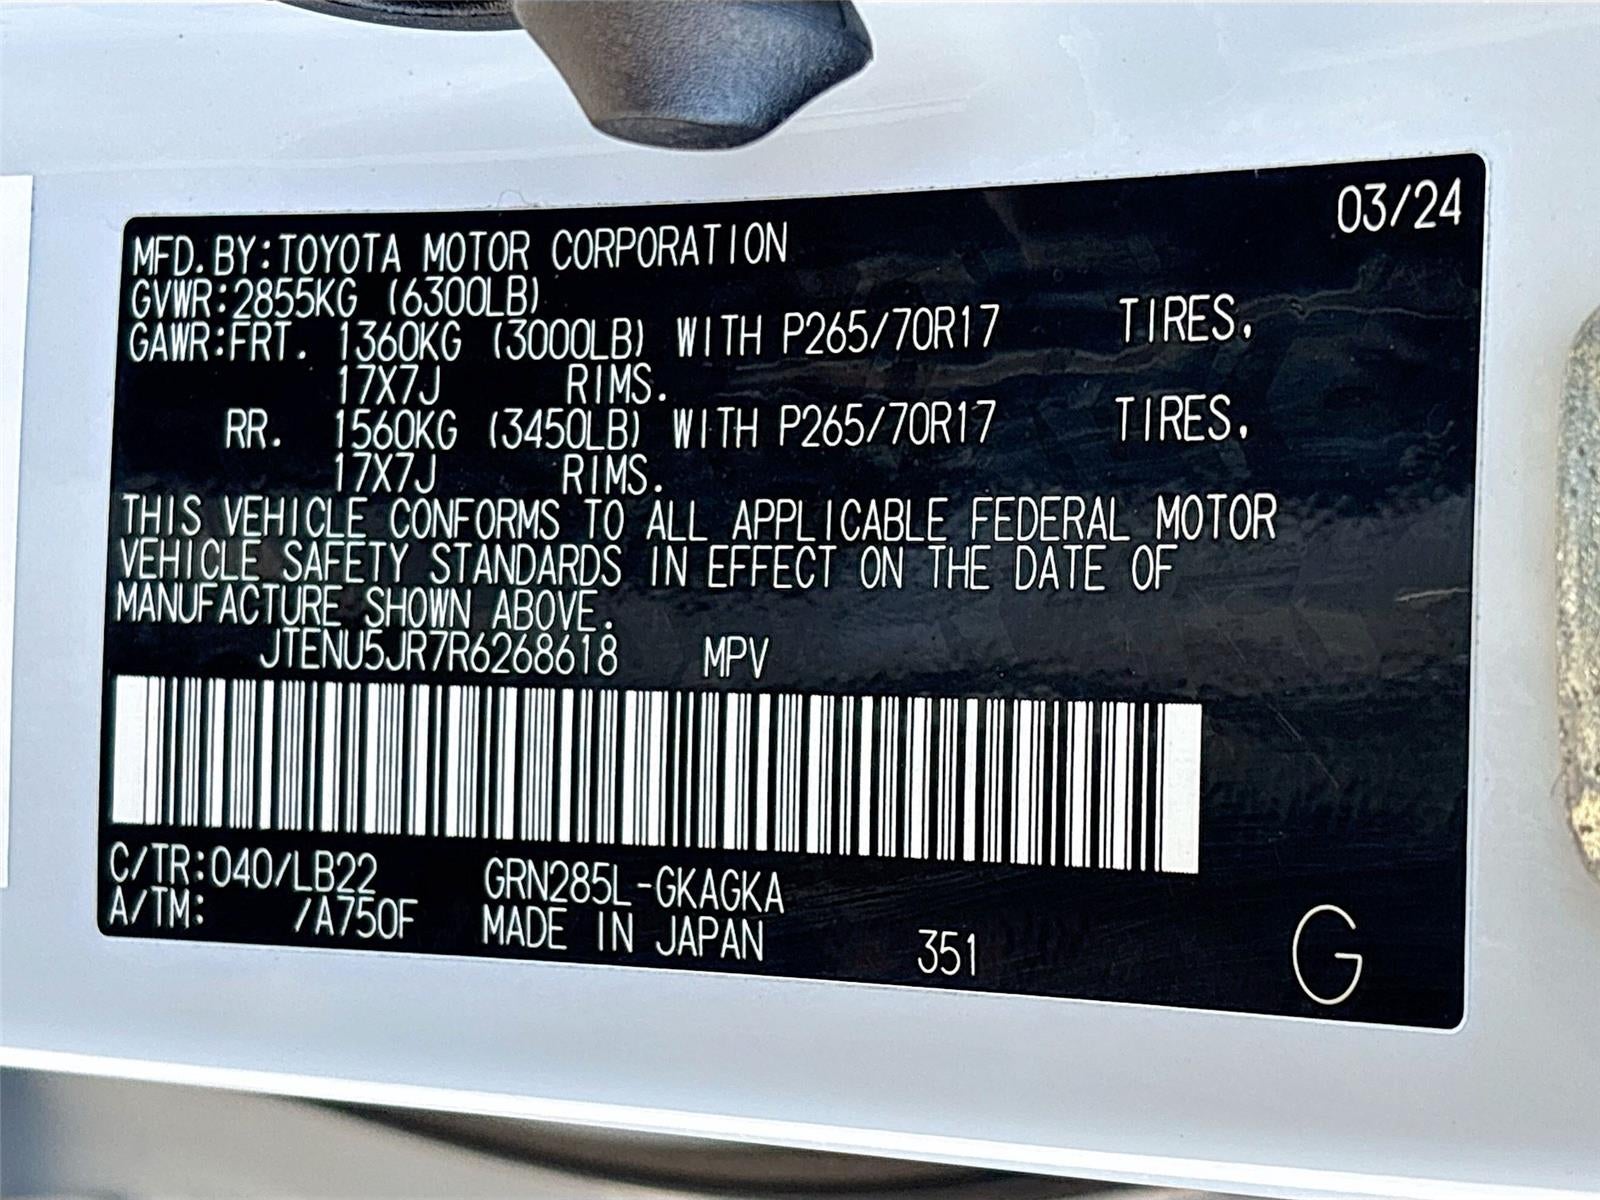 03/24
MFD.BY:TOYOTA MOTOR CORPORATION
GVWR:2855KG (6300LB)
GAWR:FRT. 1360KG (3000LB) WITH P265/70R17 TIRES,
17X7J RIMS.
RR. 1560KG (3450LB) WITH P265/70R17 TIRES,
17X7J RIMS.
THIS VEHICLE CONFORMS TO ALL APPLICABLE FEDERAL MOTOR
VEHICLE SAFETY STANDARDS IN EFFECT ON THE DATE OF
MANUFACTURE SHOWN ABOVE.
JTENU5JR7R6268618 MPV
C/TR:040/LB22 GRN285L-GKAGKA
A/TM: /A750F MADE IN JAPAN 351 G